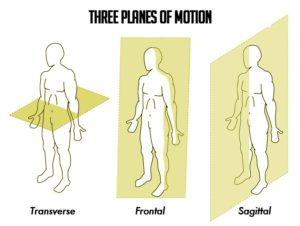 THREE PLANES OF MOTION
Transverse
Frontal
Sagittal